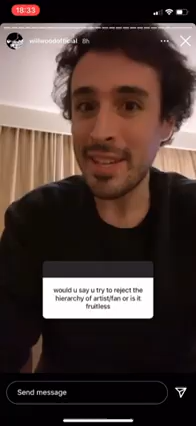 18:33
willwoodofficial 8h
would u say u try to reject the
hierarchy of artist/fan or is it
fruitless
Send message